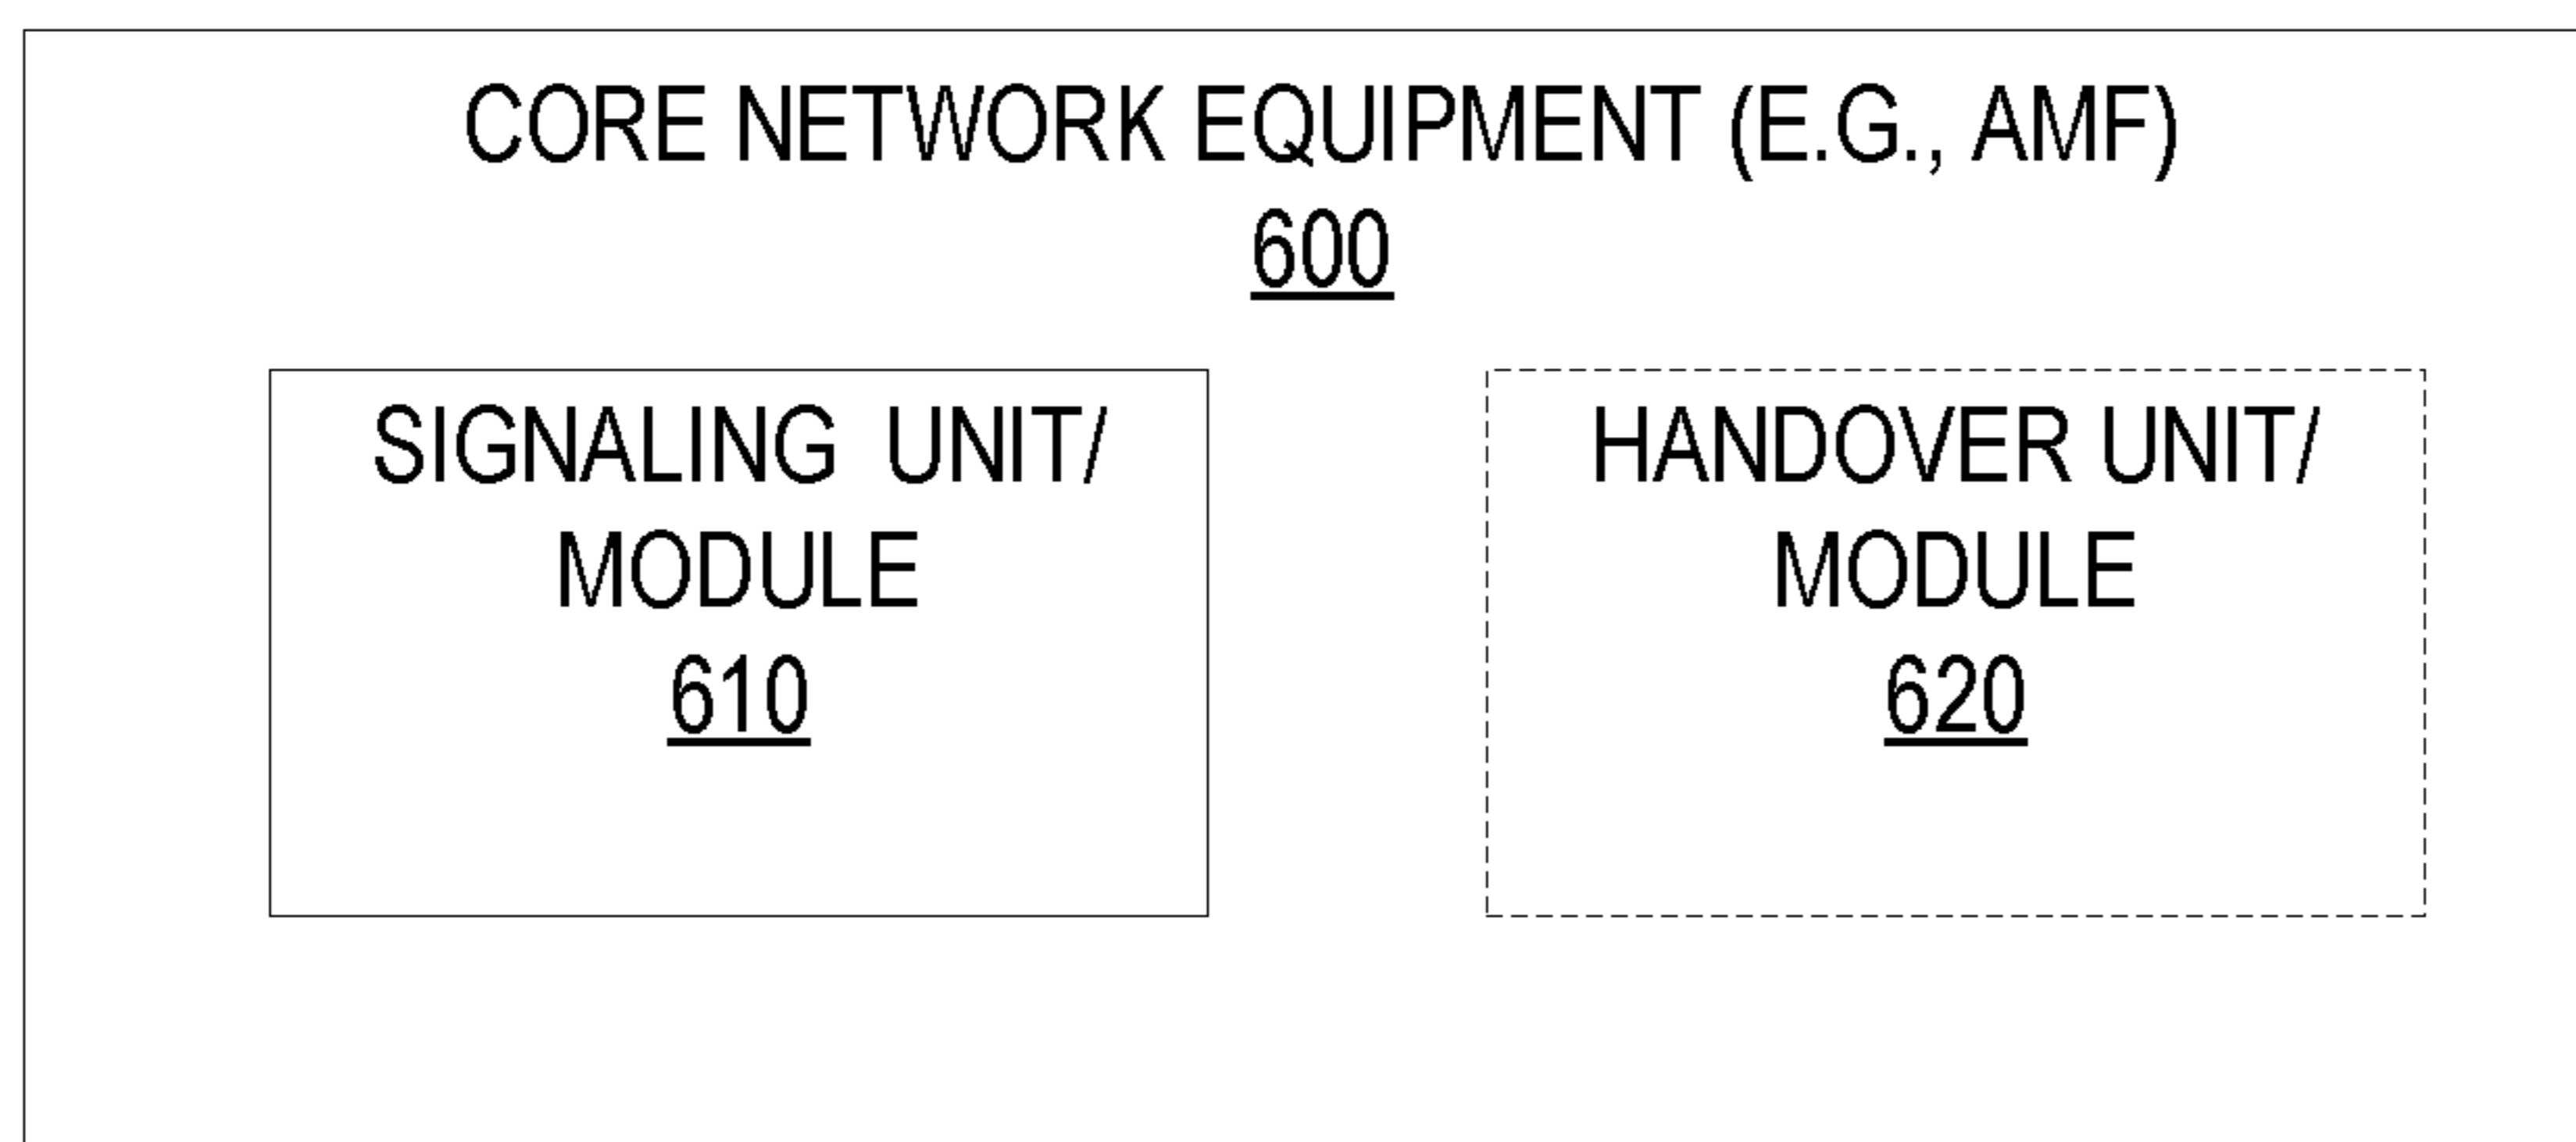 CORE NETWORK EQUIPMENT (E.G., AMF)
600
SIGNALING UNIT/
MODULE
610
HANDOVER UNIT/
MODULE
620